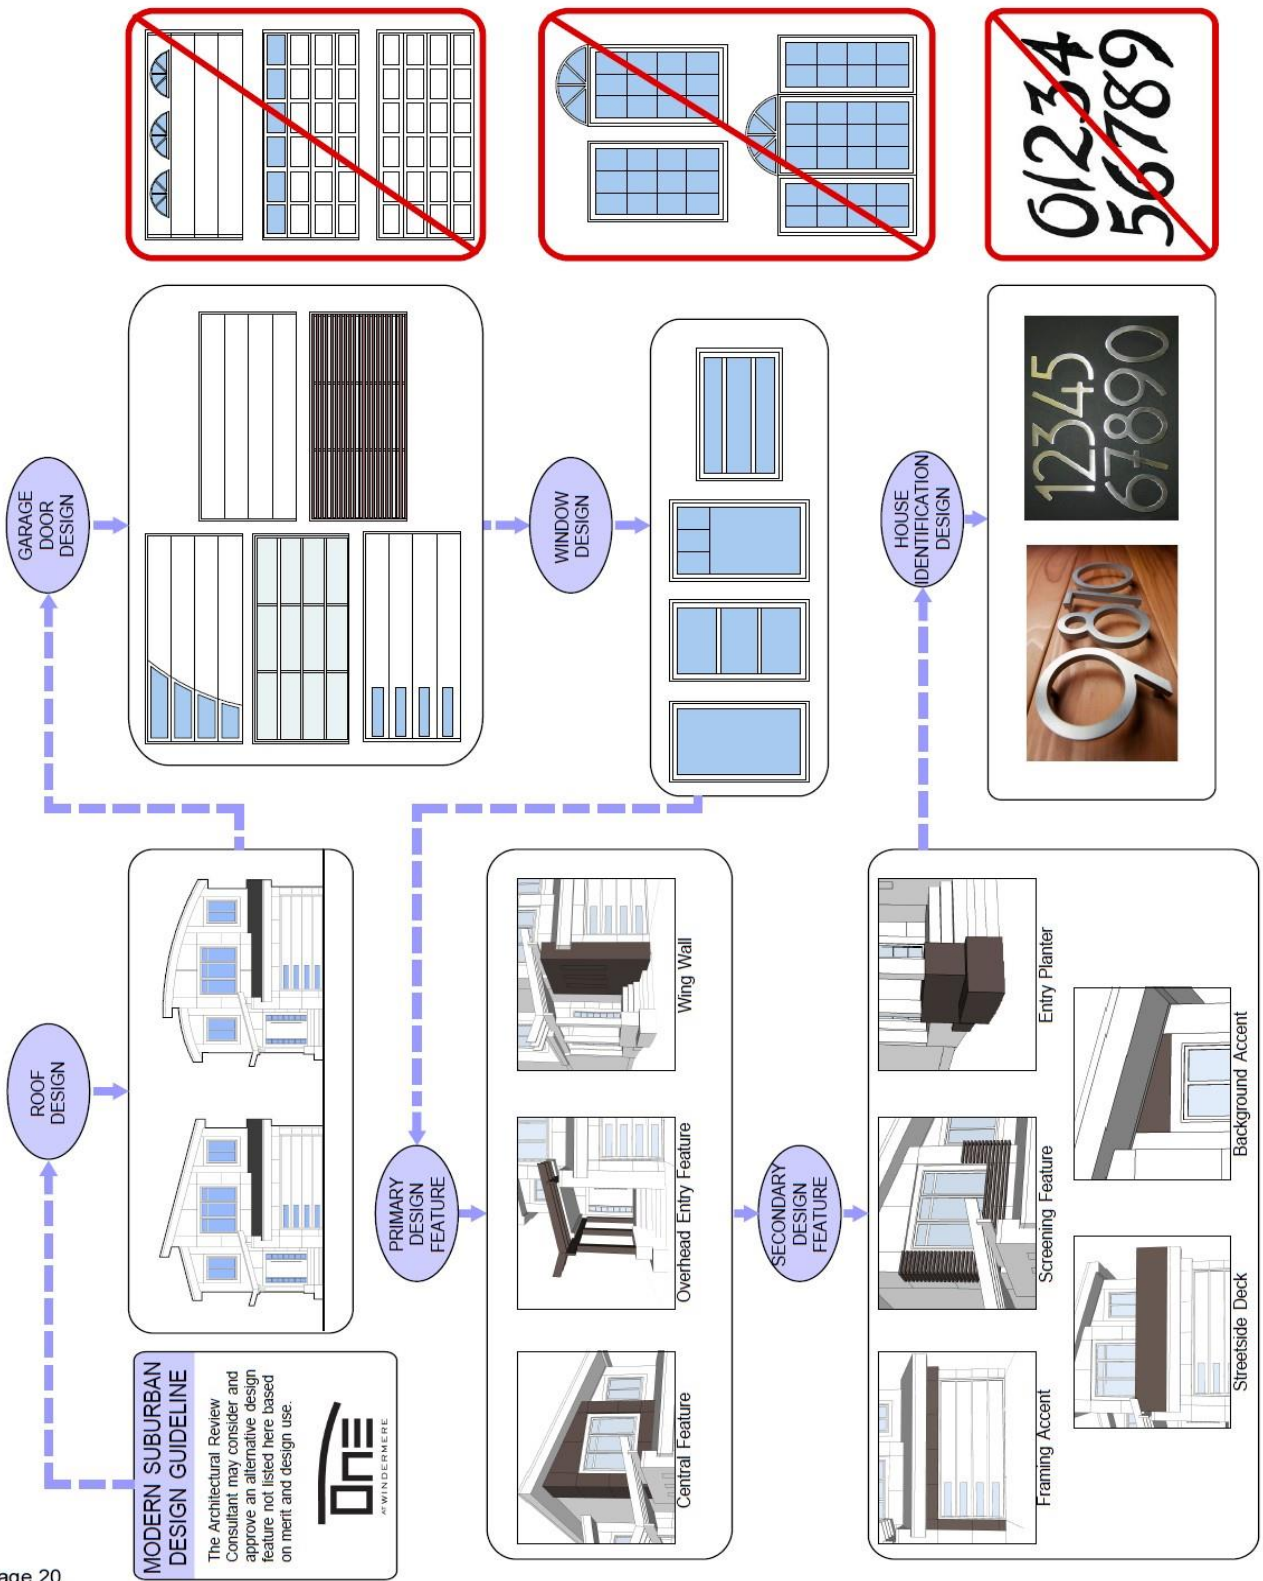 MODERN SUBURBAN
DESIGN GUIDELINE
The Architectural Review
Consultant may consider and
approve an alternative design
feature not listed here based
on merit and design use.
ONE
AT WINDERMERE
ROOF
DESIGN
GARAGE
DOOR
DESIGN
WINDOW
DESIGN
PRIMARY
DESIGN
FEATURE
Central Feature
Overhead Entry Feature
Wing Wall
SECONDARY
DESIGN
FEATURE
Framing Accent
Screening Feature
Entry Planter
Streetside Deck
Background Accent
HOUSE
IDENTIFICATION
DESIGN
9810
12345
67890
01234
56789
age 20